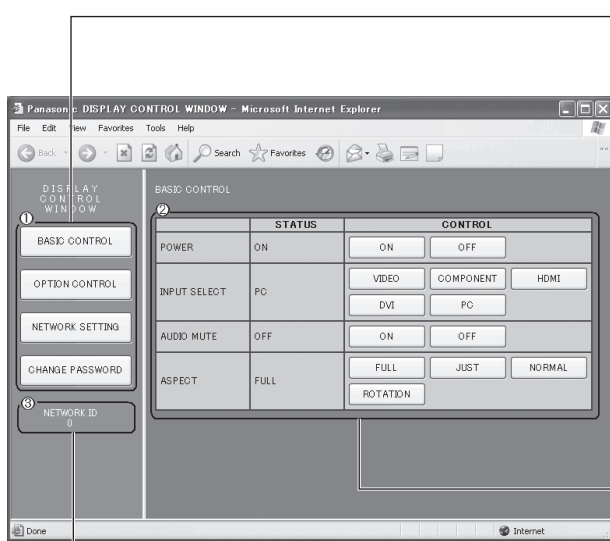 Panasonic DISPLAY CONTROL WINDOW - Microsoft Internet Explorer
File Edit View Favorites Tools Help
Back Search Favorites
DISPLAY
CONTROL
WINDOW
①
BASIC CONTROL
OPTION CONTROL
NETWORK SETTING
CHANGE PASSWORD
③
NETWORK ID
0
BASIC CONTROL
②
STATUS CONTROL
POWER ON ON OFF
INPUT SELECT PC VIDEO COMPONENT HDMI
DVI PC
AUDIO MUTE OFF ON OFF
ASPECT FULL FULL JUST NORMAL
ROTATION
Done Internet